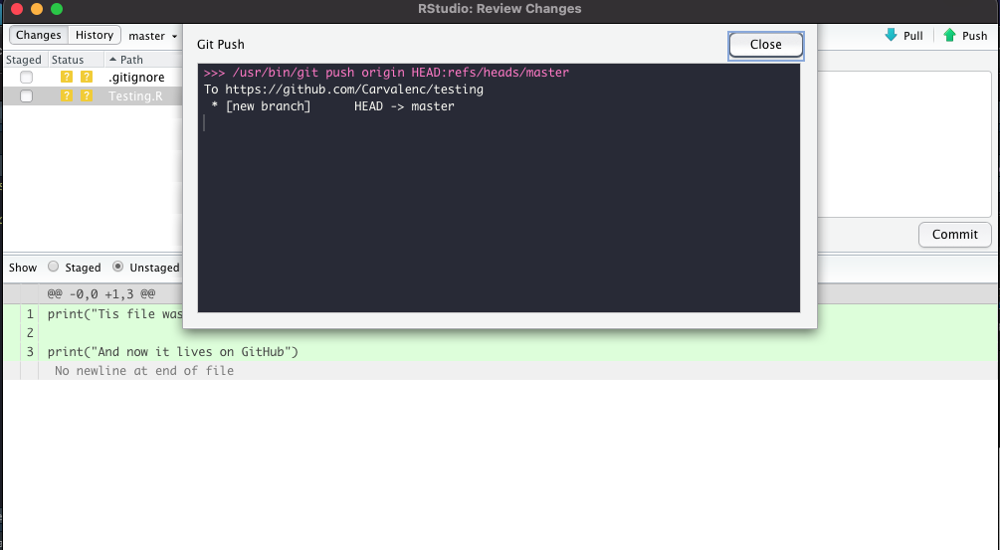 RStudio: Review Changes
Changes History master
Pull Push
Staged Status Path
? ? .gitignore
? ? Testing.R
Git Push
Close
>>> /usr/bin/git push origin HEAD:refs/heads/master
To https://github.com/Carvalenc/testing
* [new branch] HEAD -> master
Commit
Show Staged Unstaged
@@ -0,0 +1,3 @@
1 print("Tis file was
2
3 print("And now it lives on GitHub")
No newline at end of file